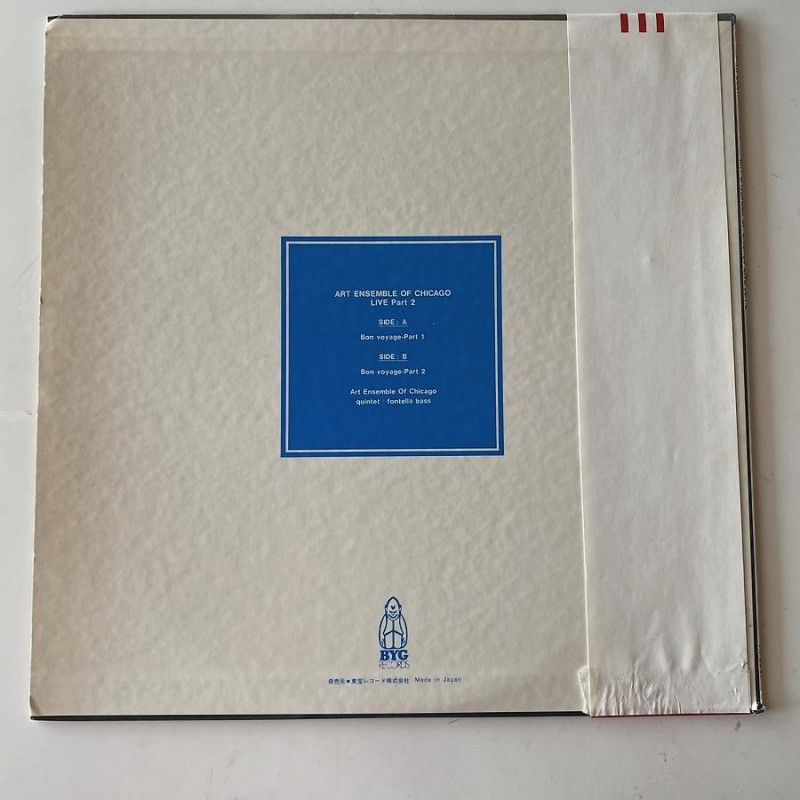 ART ENSEMBLE OF CHICAGO
LIVE Part 2
SIDE: A
Bon voyage-Part 1
SIDE: B
Bon voyage-Part 2
Art Ensemble Of Chicago
quintet : fontella bass
BYG
RECORDS
発売元●東宝レコード株式会社 Made in Japan